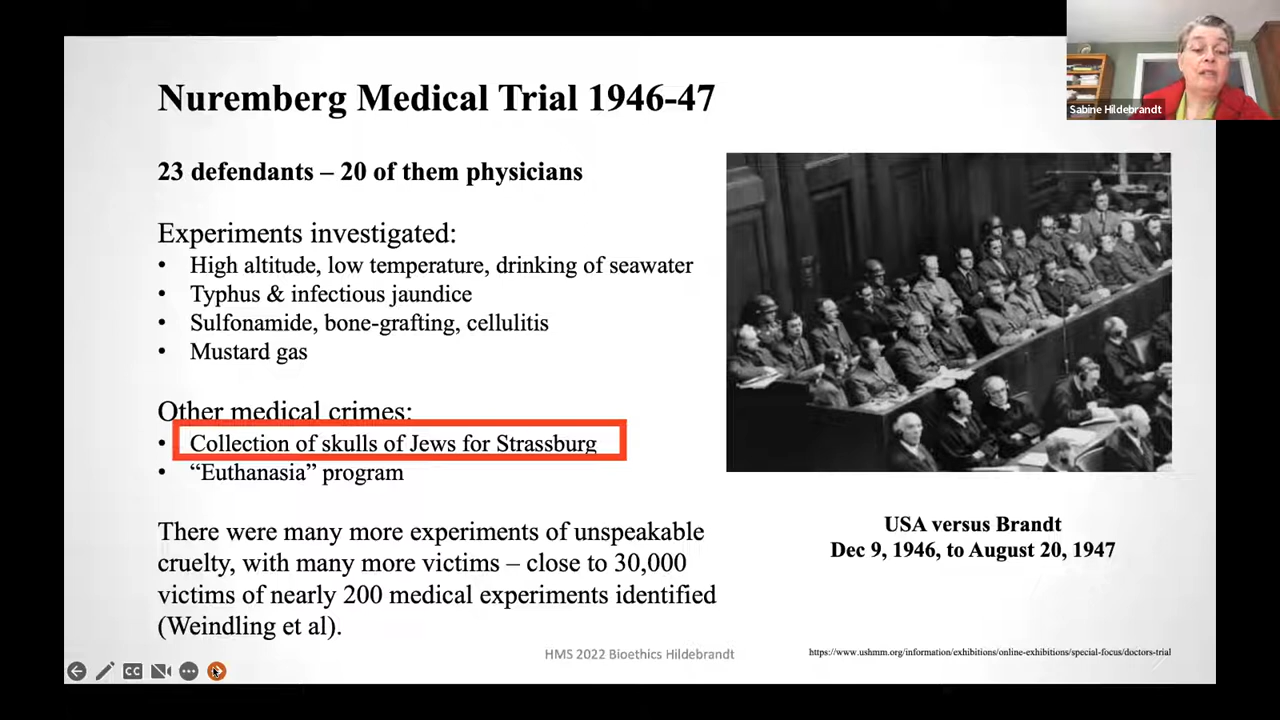 Sabine Hildebrandt
Nuremberg Medical Trial 1946-47
23 defendants – 20 of them physicians
Experiments investigated:
• High altitude, low temperature, drinking of seawater
• Typhus & infectious jaundice
• Sulfonamide, bone-grafting, cellulitis
• Mustard gas
Other medical crimes:
• Collection of skulls of Jews for Strassburg
• “Euthanasia” program
There were many more experiments of unspeakable
cruelty, with many more victims – close to 30,000
victims of nearly 200 medical experiments identified
(Weindling et al).
USA versus Brandt
Dec 9, 1946, to August 20, 1947
HMS 2022 Bioethics Hildebrandt
https://www.ushmm.org/information/exhibitions/online-exhibitions/special-focus/doctors-trial
CC